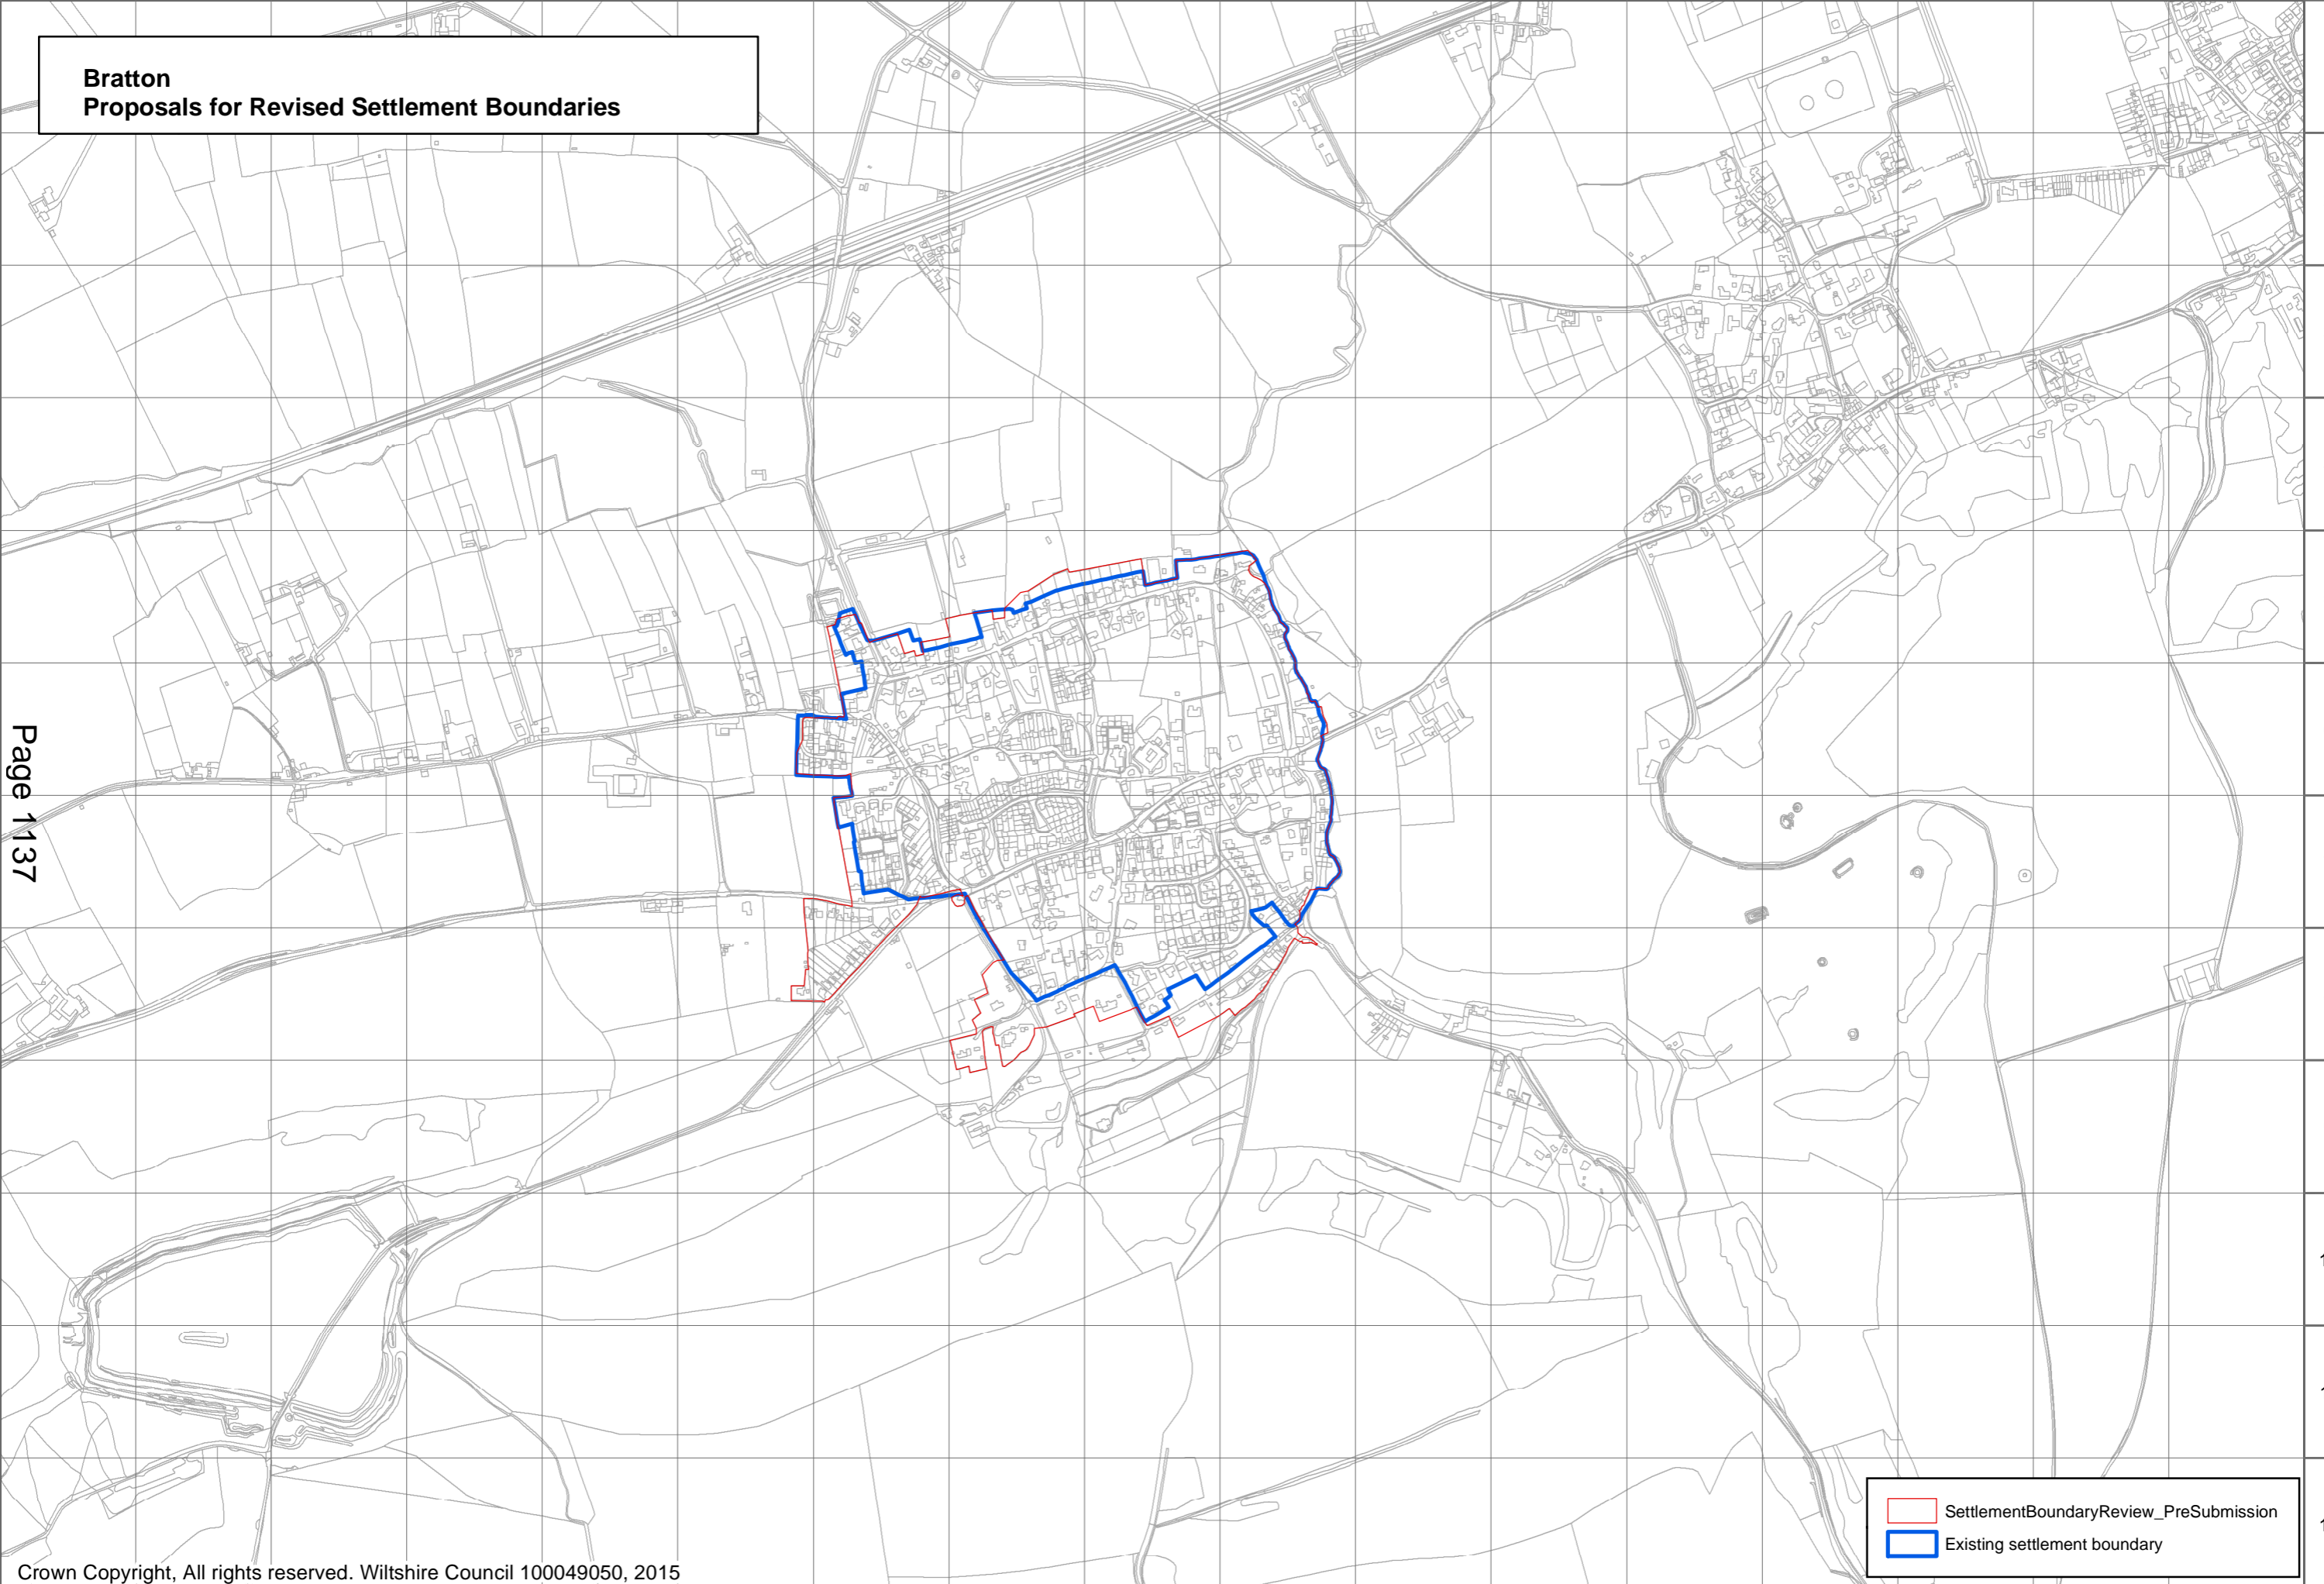 Bratton
Proposals for Revised Settlement Boundaries
Page 1137
SettlementBoundaryReview_PreSubmission
Existing settlement boundary
Crown Copyright, All rights reserved. Wiltshire Council 100049050, 2015